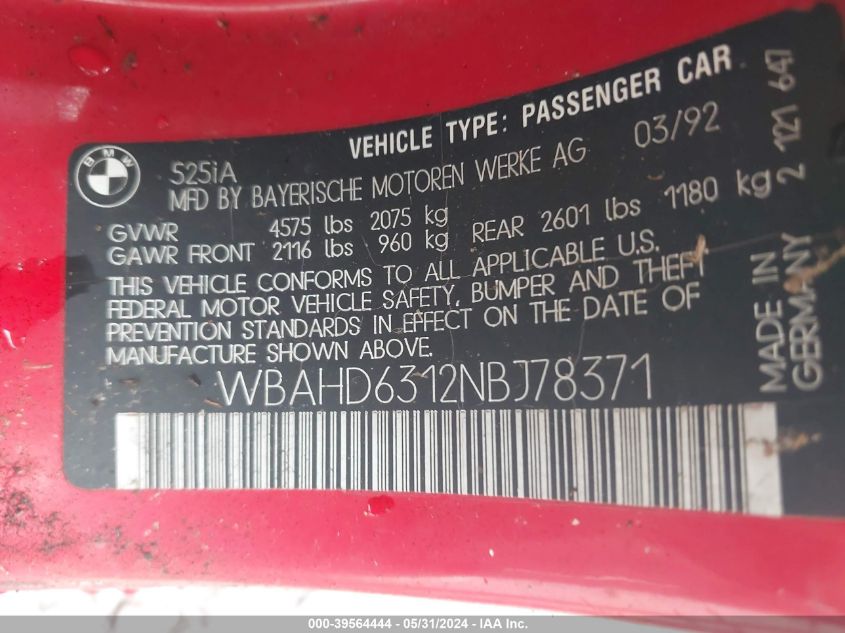 VEHICLE TYPE: PASSENGER CAR
BMW
525iA
MFD BY BAYERISCHE MOTOREN WERKE AG 03/92
GVWR 4575 lbs 2075 kg
GAWR FRONT 2116 lbs 960 kg REAR 2601 lbs 1180 kg
THIS VEHICLE CONFORMS TO ALL APPLICABLE U.S.
FEDERAL MOTOR VEHICLE SAFETY, BUMPER AND THEFT
PREVENTION STANDARDS IN EFFECT ON THE DATE OF
MANUFACTURE SHOWN ABOVE.
WBAHD6312NBJ78371
2 121 647
MADE IN
GERMANY
000-39564444 - 05/31/2024 - IAAI.COM